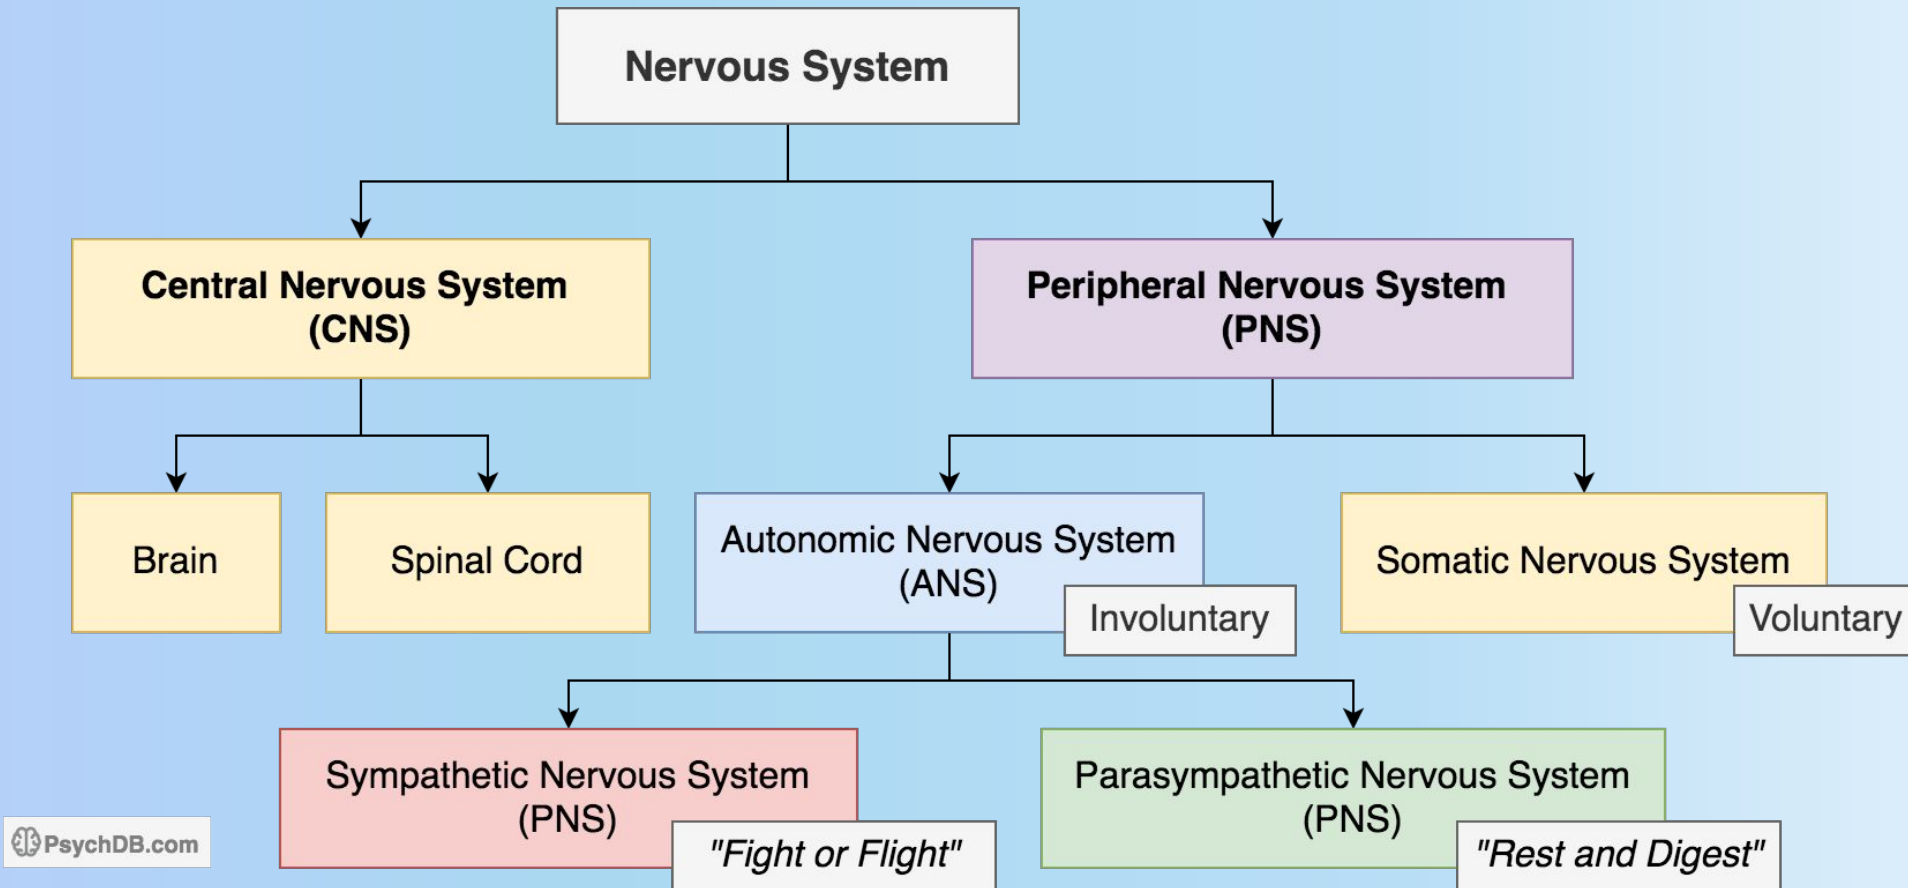 Nervous System
Central Nervous System
(CNS)
Peripheral Nervous System
(PNS)
Brain
Spinal Cord
Autonomic Nervous System
(ANS)
Involuntary
Somatic Nervous System
Voluntary
Sympathetic Nervous System
(PNS)
"Fight or Flight"
Parasympathetic Nervous System
(PNS)
"Rest and Digest"
PsychDB.com